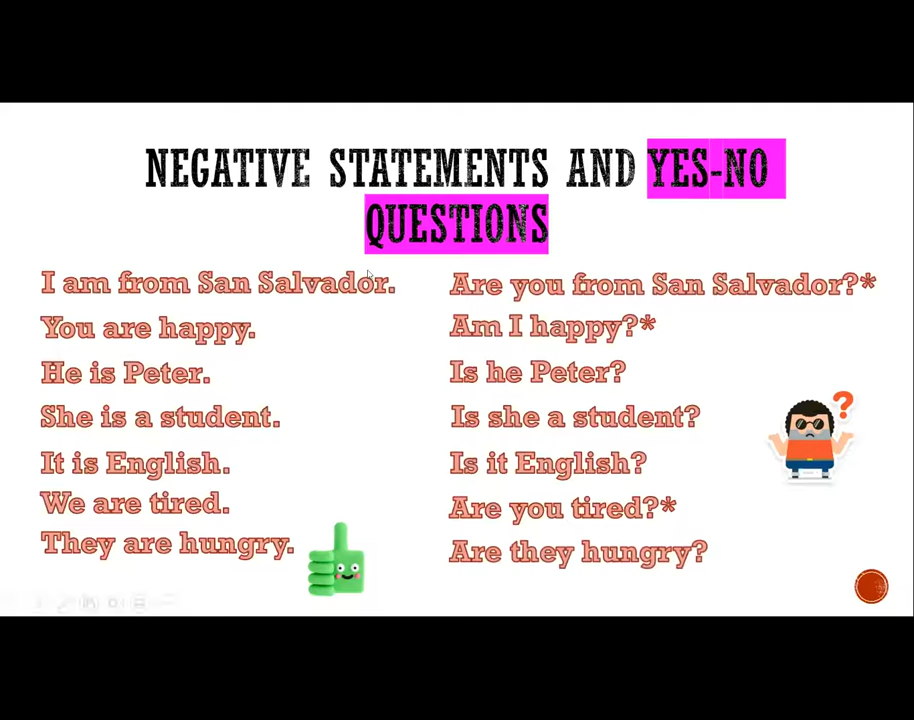 NEGATIVE STATEMENTS AND YES-NO
QUESTIONS
I am from San Salvador.
You are happy.
He is Peter.
She is a student.
It is English.
We are tired.
They are hungry.
Are you from San Salvador?*
Am I happy?*
Is he Peter?
Is she a student?
Is it English?
Are you tired?*
Are they hungry?
?